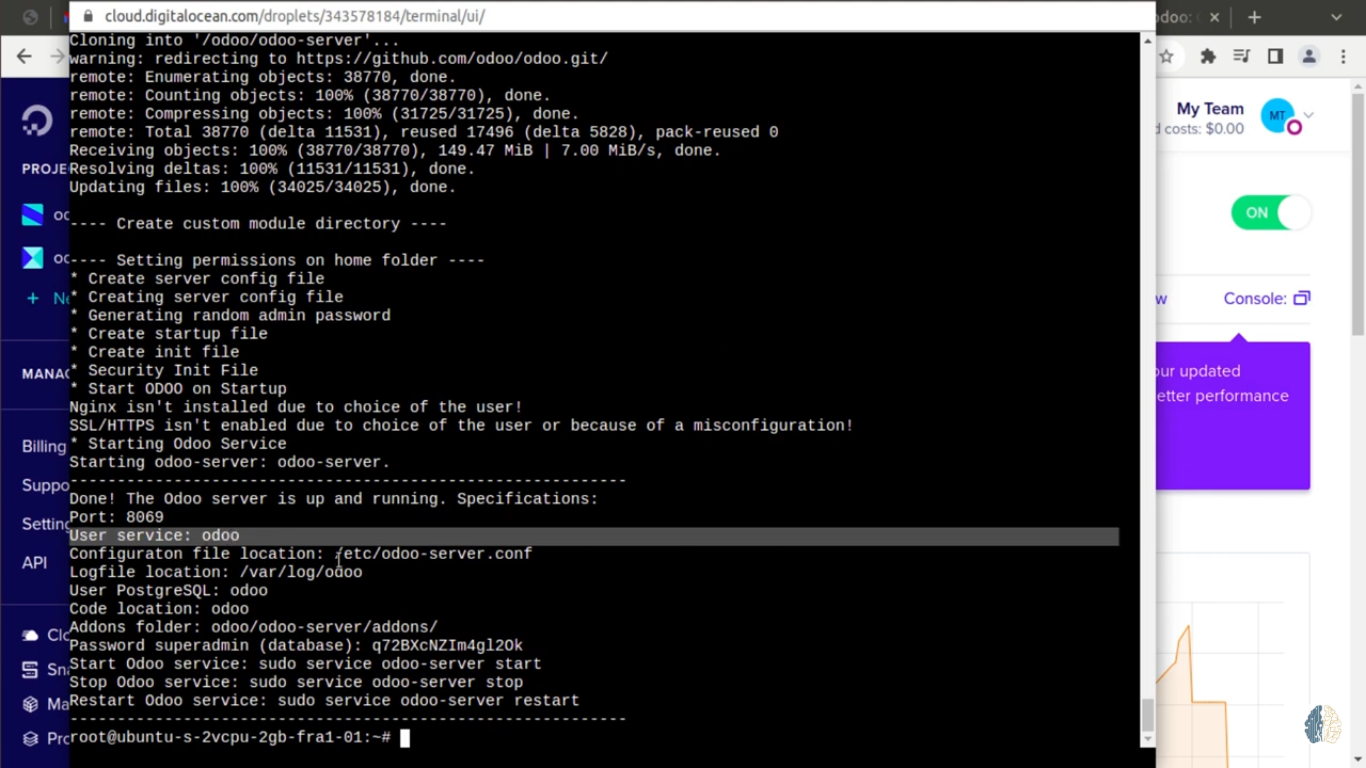 cloud.digitalocean.com/droplets/343578184/terminal/ui/
Cloning into '/odoo/odoo-server'...
warning: redirecting to https://github.com/odoo/odoo.git/
remote: Enumerating objects: 38770, done.
remote: Counting objects: 100% (38770/38770), done.
remote: Compressing objects: 100% (31725/31725), done.
remote: Total 38770 (delta 11531), reused 17496 (delta 5828), pack-reused 0
Receiving objects: 100% (38770/38770), 149.47 MiB | 7.00 MiB/s, done.
Resolving deltas: 100% (11531/11531), done.
Updating files: 100% (34025/34025), done.
---- Create custom module directory ----
---- Setting permissions on home folder ----
* Create server config file
* Creating server config file
* Generating random admin password
* Create startup file
* Create init file
* Security Init File
* Start ODOO on Startup
Nginx isn't installed due to choice of the user!
SSL/HTTPS isn't enabled due to choice of the user or because of a misconfiguration!
* Starting Odoo Service
Starting odoo-server: odoo-server.
-----------------------------------------------------------
Done! The Odoo server is up and running. Specifications:
Port: 8069
User service: odoo
Configuraton file location: /etc/odoo-server.conf
Logfile location: /var/log/odoo
User PostgreSQL: odoo
Code location: odoo
Addons folder: odoo/odoo-server/addons/
Password superadmin (database): q72BXcNZIm4gl2Ok
Start Odoo service: sudo service odoo-server start
Stop Odoo service: sudo service odoo-server stop
Restart Odoo service: sudo service odoo-server restart
-----------------------------------------------------------
root@ubuntu-s-2vcpu-2gb-fra1-01:~#
PROJE
od
od
+ Ne
MANAG
Billing
Suppo
Setting
API
Clo
Sna
Ma
Pro
doo:
My Team
d costs: $0.00
MT
ON
w
Console:
our updated
etter performance